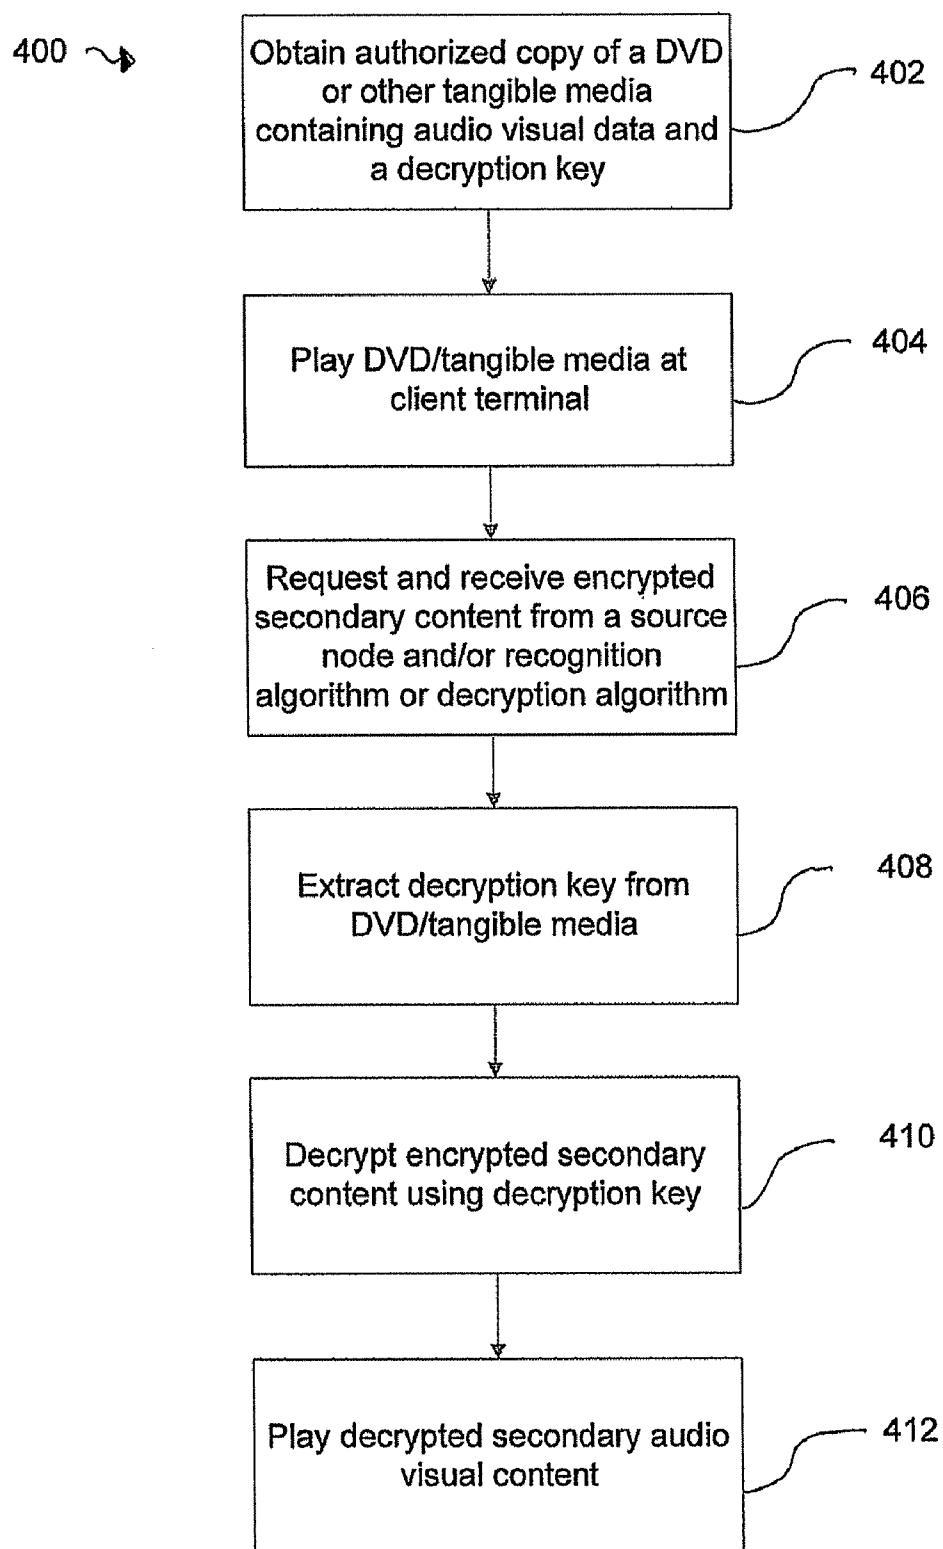 400
Obtain authorized copy of a DVD
or other tangible media
containing audio visual data and
a decryption key
402
Play DVD/tangible media at
client terminal
404
Request and receive encrypted
secondary content from a source
node and/or recognition
algorithm or decryption algorithm
406
Extract decryption key from
DVD/tangible media
408
Decrypt encrypted secondary
content using decryption key
410
Play decrypted secondary audio
visual content
412